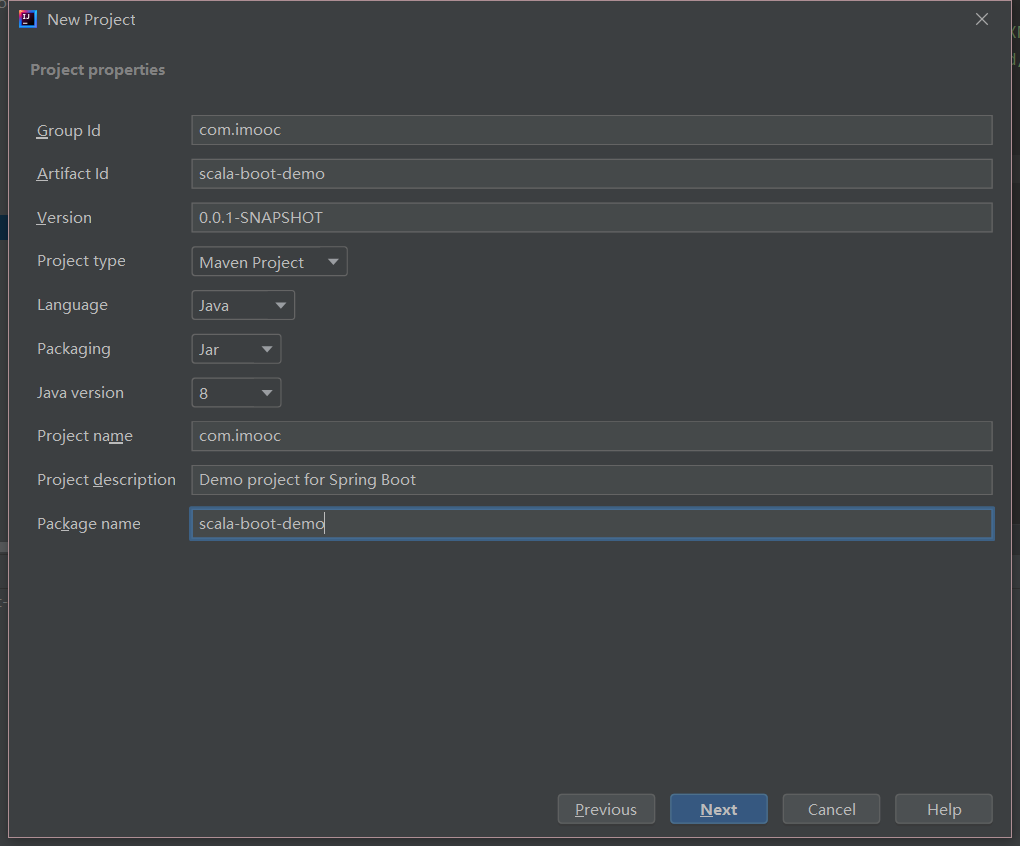 New Project
Project properties
Group Id com.imooc
Artifact Id scala-boot-demo
Version 0.0.1-SNAPSHOT
Project type Maven Project
Language Java
Packaging Jar
Java version 8
Project name com.imooc
Project description Demo project for Spring Boot
Package name scala-boot-demo
Previous Next Cancel Help